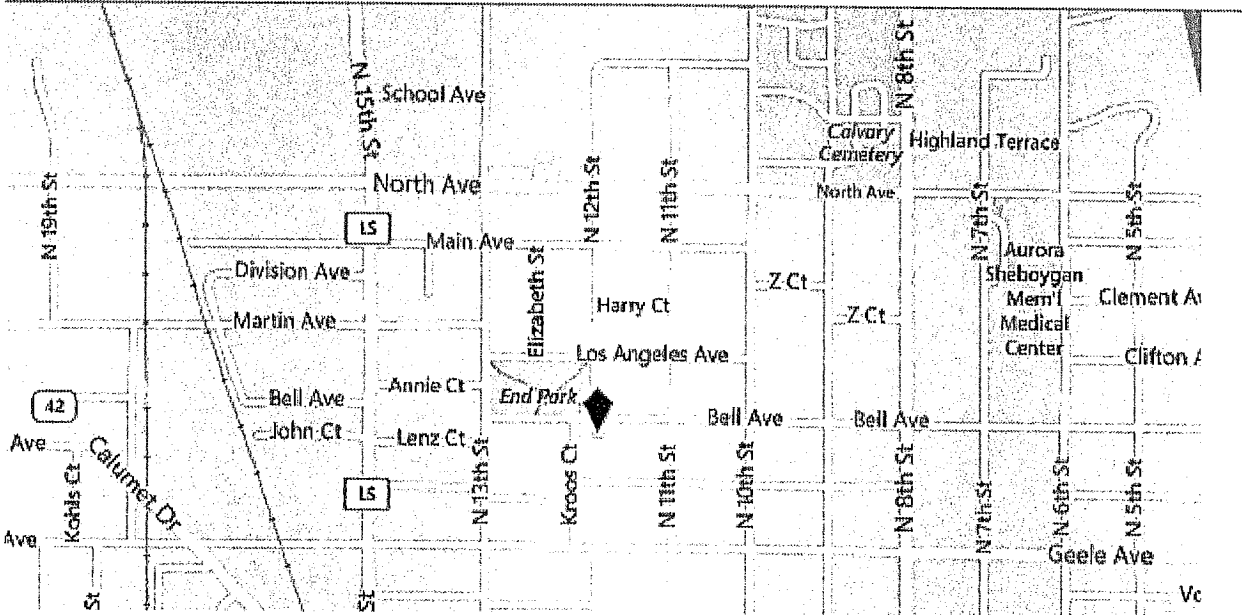 N 8th St
N 15th St
School Ave
Calvary
Cemetery
Highland Terrace
North Ave
N 12th St
N 11th St
North Ave
N 19th St
N 7th St
N 5th St
LS
Main Ave
Aurora
Sheboygan
Mem'l
Medical
Center
Division Ave
Elizabeth St
Z Ct
Harry Ct
Clement Av
Martin Ave
Z Ct
Los Angeles Ave
Clifton A
Annie Ct
End Park
42
Bell Ave
Bell Ave
Bell Ave
John Ct
Lenz Ct
Ave
Calumet Dr
Kohls Ct
LS
N 13th St
Kroos Ct
N 11th St
N 10th St
N 8th St
N 7th St
N 6th St
N 5th St
Ave
Geele Ave
St
St
Vo